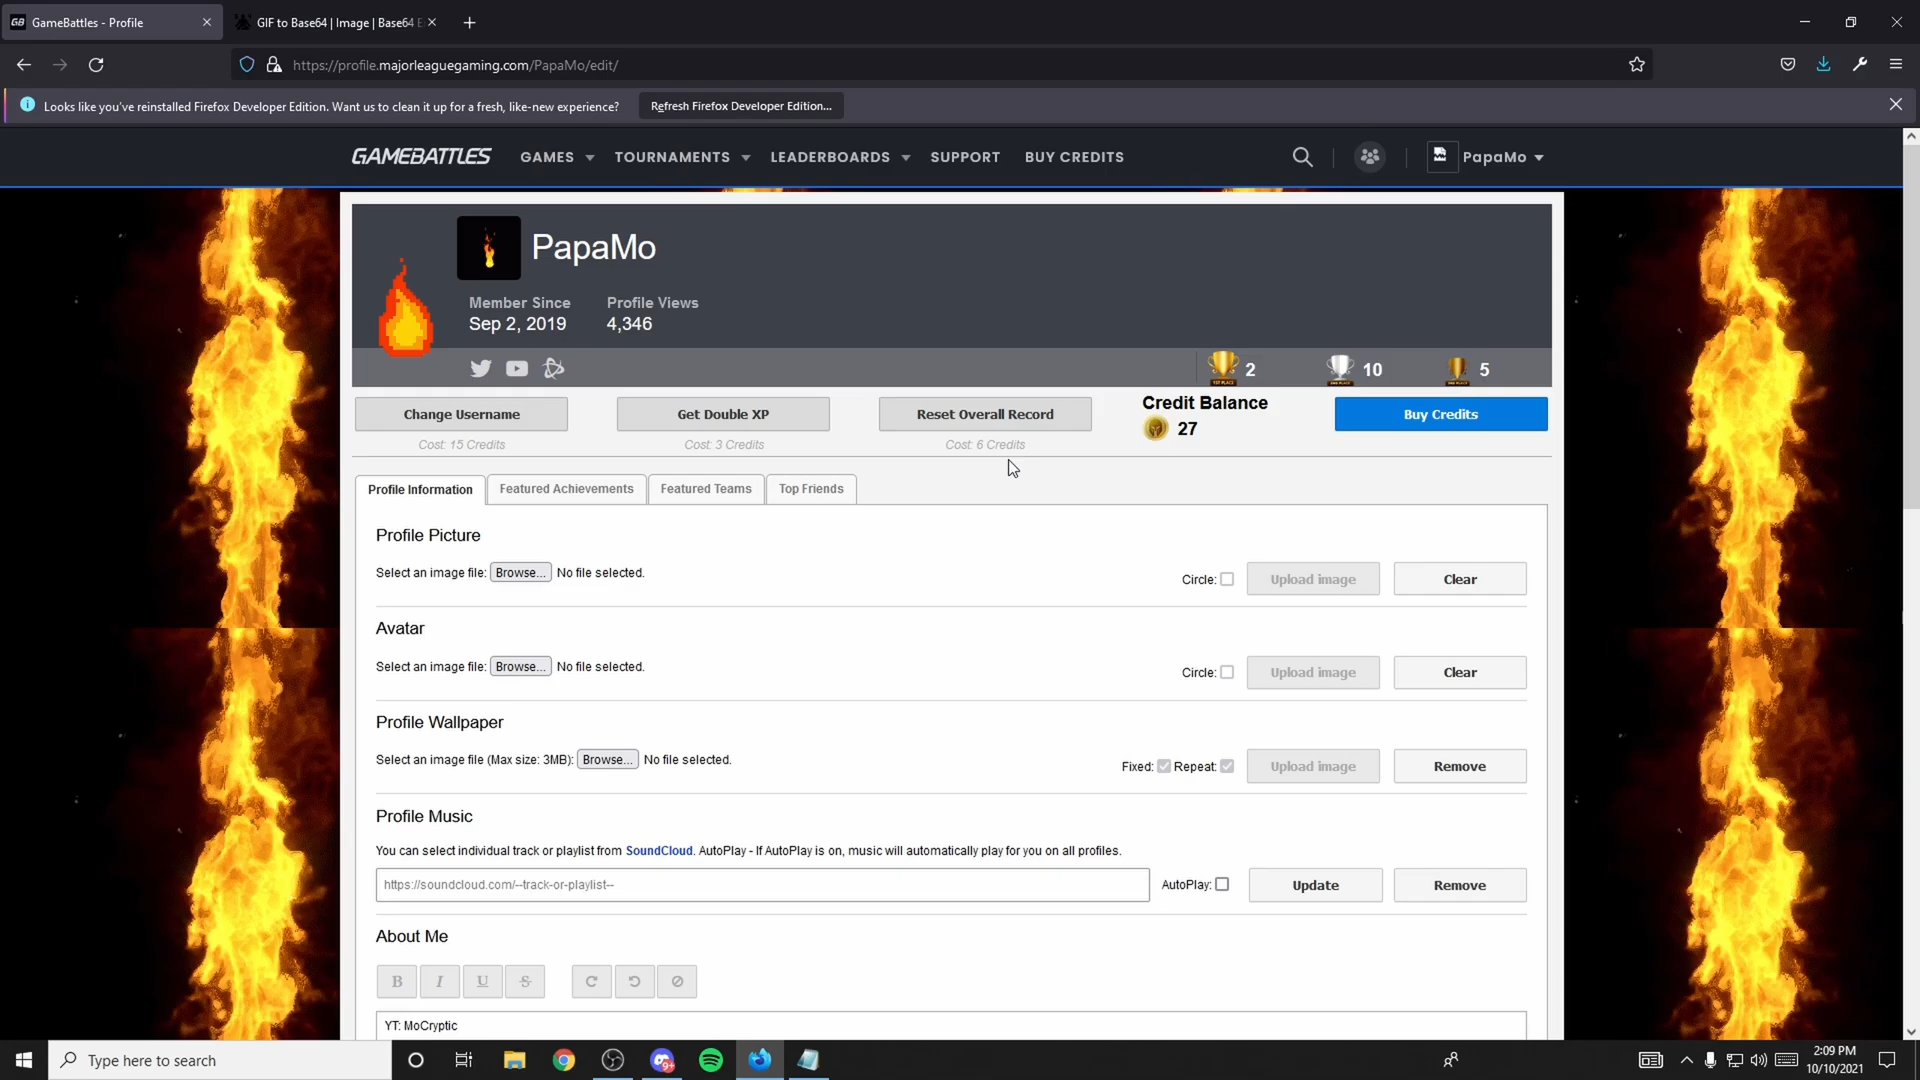 GB GameBattles - Profile
GIF to Base64 | Image | Base64 E
https://profile.majorleaguegaming.com/PapaMo/edit/
Looks like you've reinstalled Firefox Developer Edition. Want us to clean it up for a fresh, like-new experience? Refresh Firefox Developer Edition...
GAMEBATTLES GAMES TOURNAMENTS LEADERBOARDS SUPPORT BUY CREDITS PapaMo
PapaMo
Member Since Profile Views
Sep 2, 2019 4,346
2 10 5
Change Username Get Double XP Reset Overall Record Credit Balance Buy Credits
27
Cost: 15 Credits Cost: 3 Credits Cost: 6 Credits
Profile Information Featured Achievements Featured Teams Top Friends
Profile Picture
Select an image file: Browse... No file selected. Circle: Upload image Clear
Avatar
Select an image file: Browse... No file selected. Circle: Upload image Clear
Profile Wallpaper
Select an image file (Max size: 3MB): Browse... No file selected. Fixed: Repeat: Upload image Remove
Profile Music
You can select individual track or playlist from SoundCloud. AutoPlay - If AutoPlay is on, music will automatically play for you on all profiles.
https://soundcloud.com/--track-or-playlist-- AutoPlay: Update Remove
About Me
B I U S
YT: MoCryptic
Type here to search
9+
2:09 PM
10/10/2021